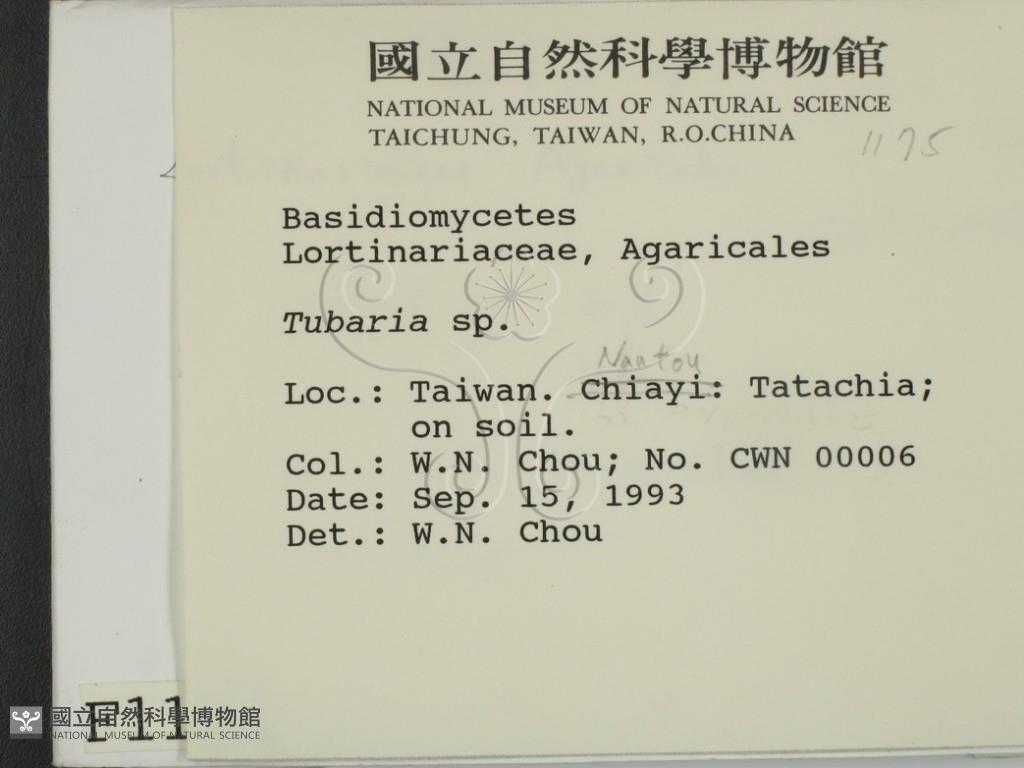 國立自然科學博物館
NATIONAL MUSEUM OF NATURAL SCIENCE
TAICHUNG, TAIWAN, R.O.CHINA
1175
Basidiomycetes
Lortinariaceae, Agaricales
Tubaria sp.
Nantou
Loc.: Taiwan. Chiayi: Tatachia;
on soil.
Col.: W.N. Chou; No. CWN 00006
Date: Sep. 15, 1993
Det.: W.N. Chou
F11
國立自然科學博物館
NATIONAL MUSEUM OF NATURAL SCIENCE